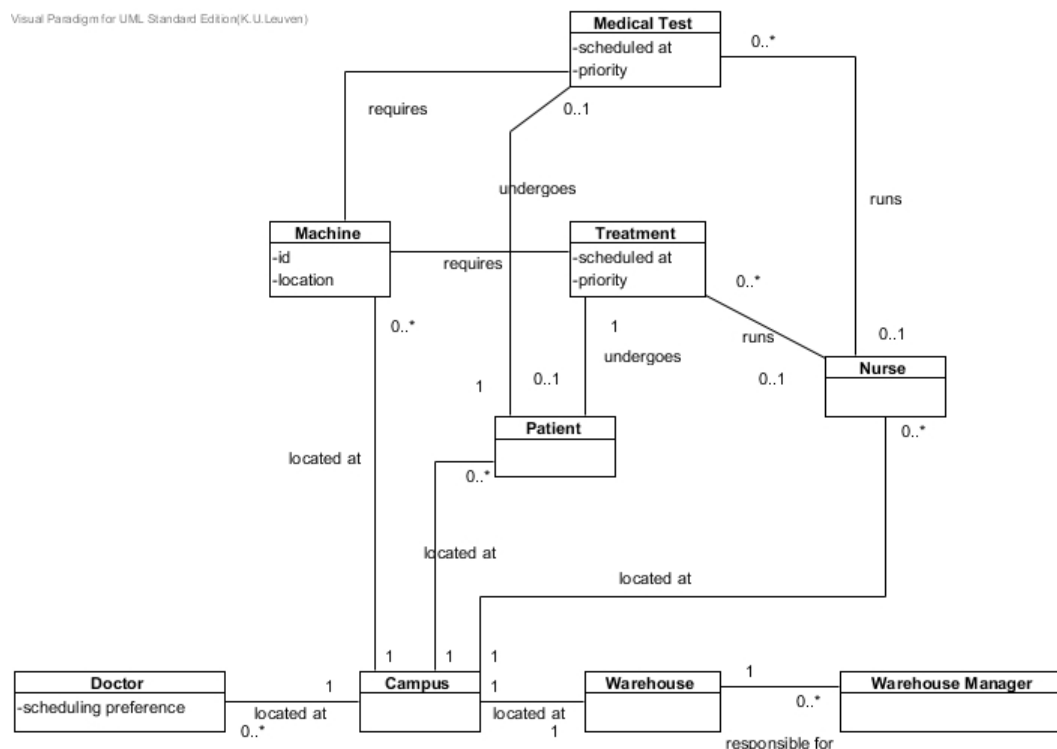 Visual Paradigm for UML Standard Edition(K.U.Leuven)
Medical Test
-scheduled at
-priority
0..*
requires
0..1
undergoes
runs
Machine
-id
-location
Treatment
-scheduled at
-priority
requires
0..*
0..*
1
runs
0..1
undergoes
Nurse
0..1
0..1
1
Patient
0..*
located at
0..*
located at
located at
1
1
1
Doctor
-scheduling preference
1
located at
0..*
Campus
1
located at
1
Warehouse
1
0..*
responsible for
Warehouse Manager